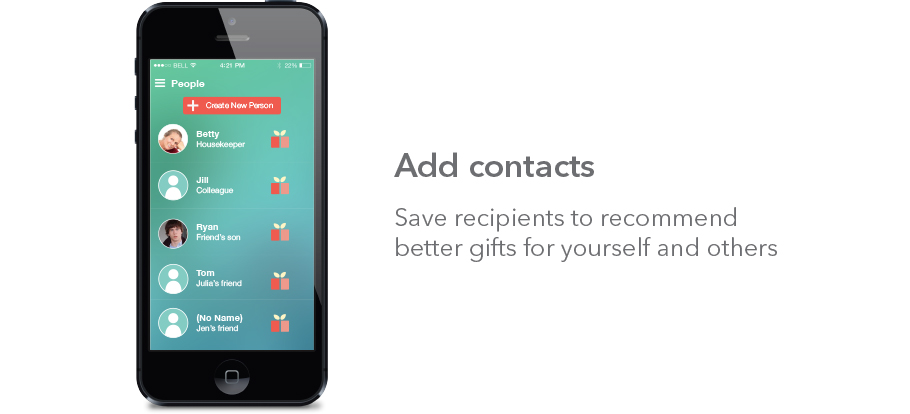 BELL 4:21 PM 22%
People
Create New Person
Betty
Housekeeper
Jill
Colleague
Ryan
Friend's son
Tom
Julia's friend
(No Name)
Jen's friend
Add contacts
Save recipients to recommend
better gifts for yourself and others